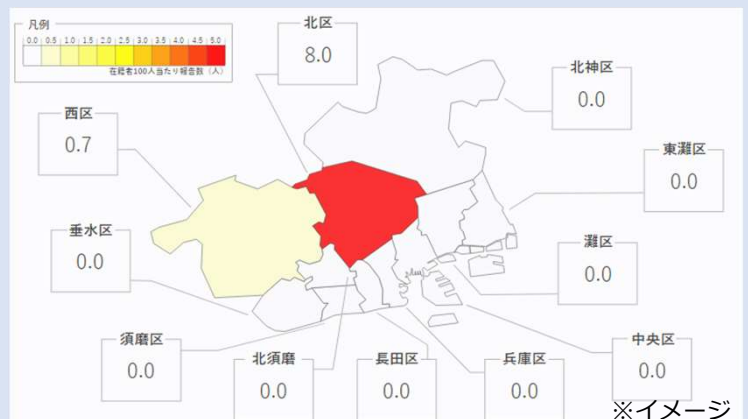 凡例
0.0 0.5 1.0 1.5 2.0 2.5 3.0 3.5 4.0 4.5 5.0
在籍者100人当たり報告数（人）
北区
8.0
北神区
0.0
西区
0.7
東灘区
0.0
垂水区
0.0
灘区
0.0
須磨区
0.0
北須磨
0.0
長田区
0.0
兵庫区
0.0
中央区
0.0
※イメージ